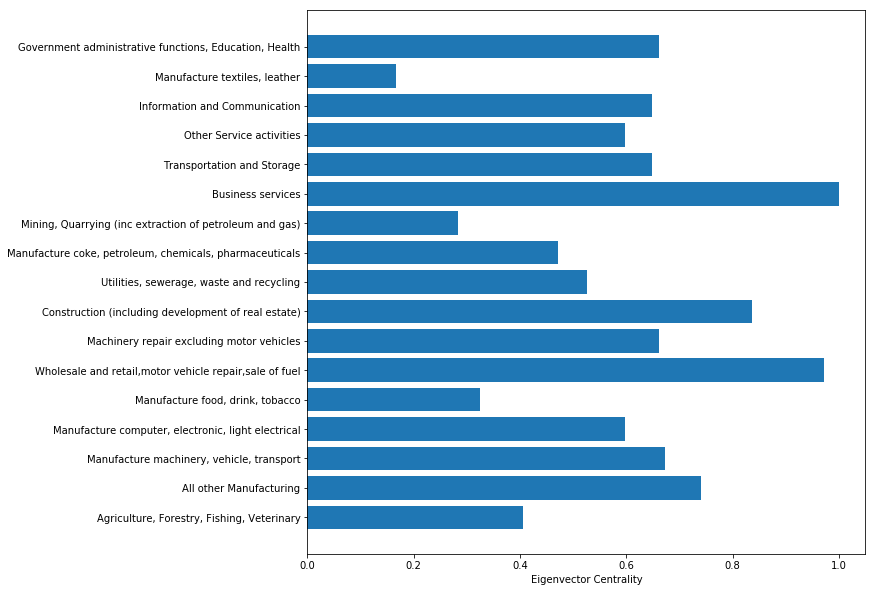 Government administrative functions, Education, Health
Manufacture textiles, leather
Information and Communication
Other Service activities
Transportation and Storage
Business services
Mining, Quarrying (inc extraction of petroleum and gas)
Manufacture coke, petroleum, chemicals, pharmaceuticals
Utilities, sewerage, waste and recycling
Construction (including development of real estate)
Machinery repair excluding motor vehicles
Wholesale and retail,motor vehicle repair,sale of fuel
Manufacture food, drink, tobacco
Manufacture computer, electronic, light electrical
Manufacture machinery, vehicle, transport
All other Manufacturing
Agriculture, Forestry, Fishing, Veterinary
0.0 0.2 0.4 0.6 0.8 1.0
Eigenvector Centrality